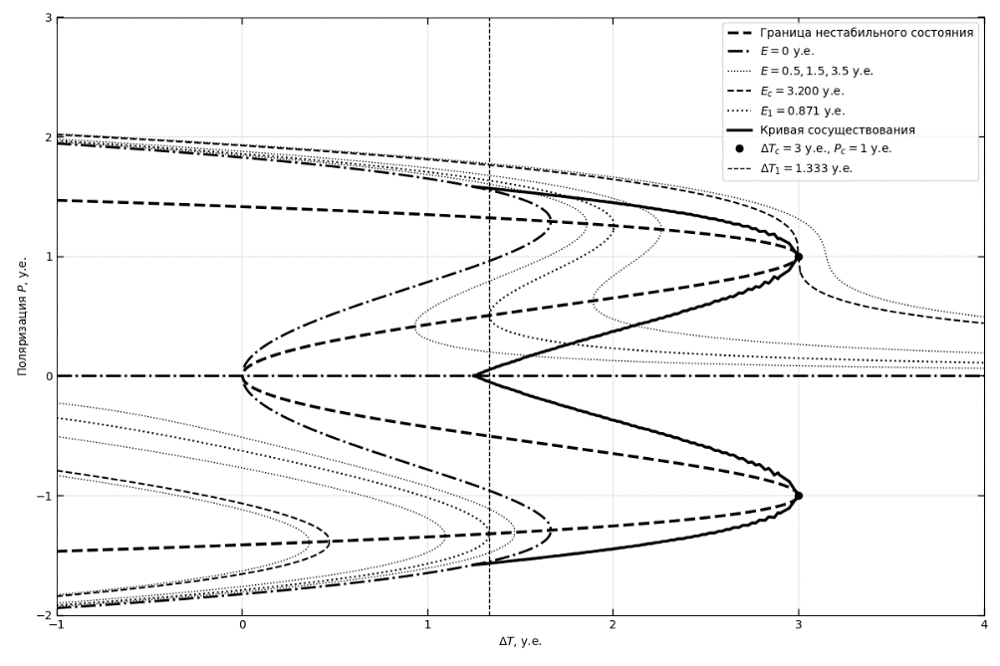 3
2
1
0
−1
−2
Поляризация P, у.е.
−1
0
1
2
3
4
ΔT, у.е.
Граница нестабильного состояния
E = 0 у.е.
E = 0.5, 1.5, 3.5 у.е.
E_c = 3.200 у.е.
E_1 = 0.871 у.е.
Кривая сосуществования
ΔT_c = 3 у.е., P_c = 1 у.е.
ΔT_1 = 1.333 у.е.